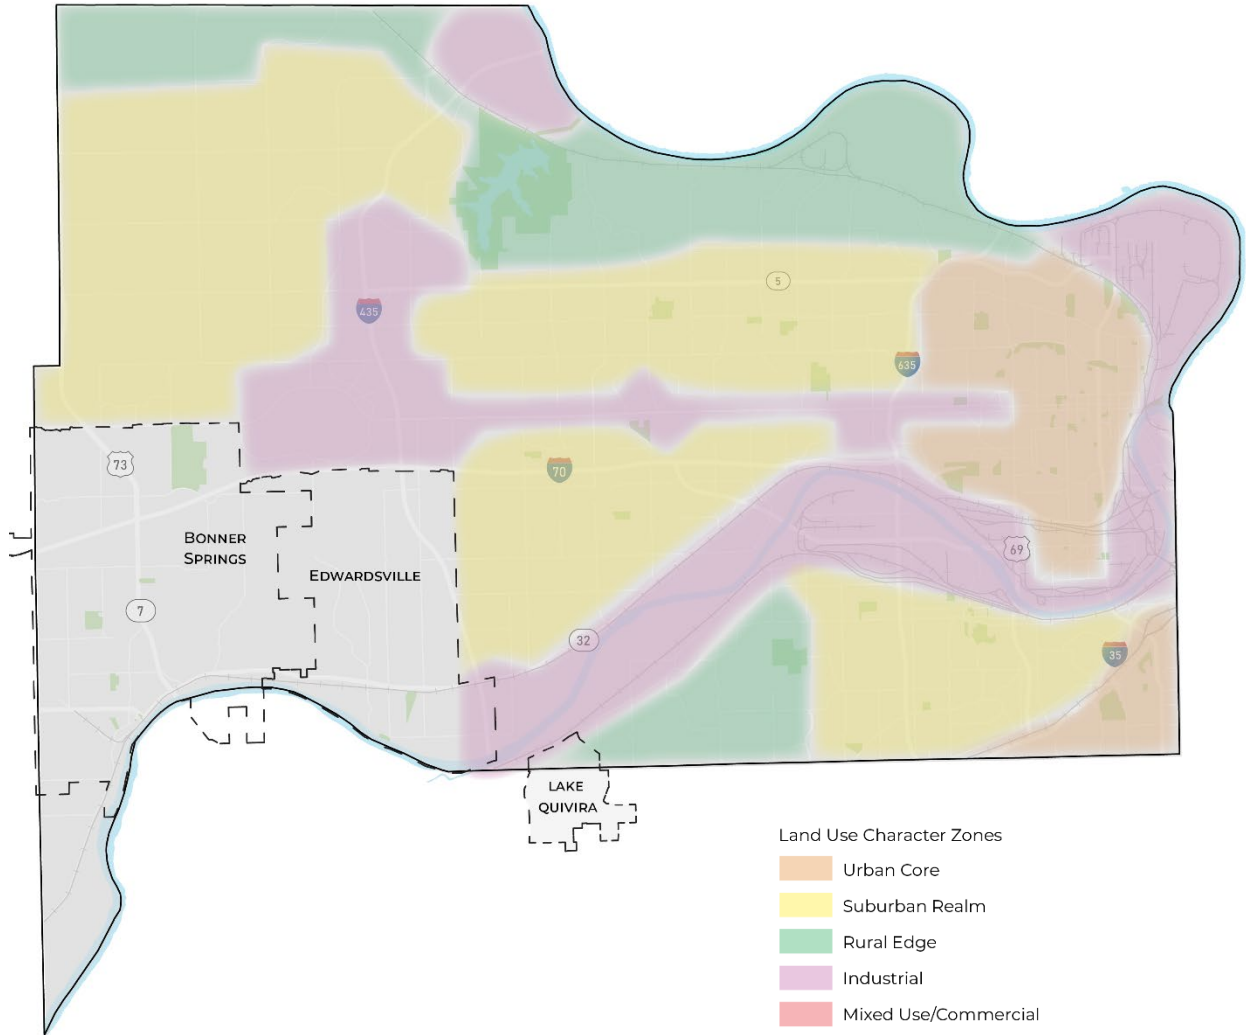 5
435
635
73
70
BONNER
SPRINGS
EDWARDSVILLE
69
7
32
35
LAKE
QUIVIRA
Land Use Character Zones
Urban Core
Suburban Realm
Rural Edge
Industrial
Mixed Use/Commercial